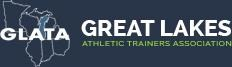 GLATA
GREAT LAKES
ATHLETIC TRAINERS ASSOCIATION